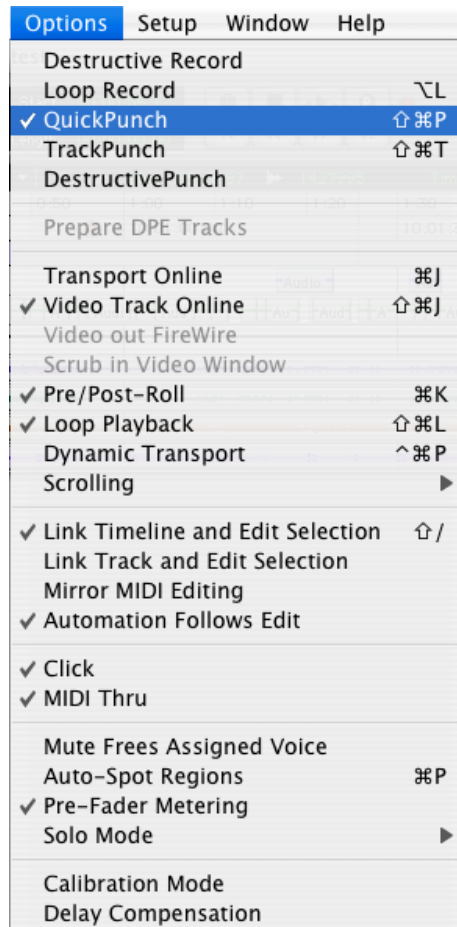 Options Setup Window Help
Destructive Record
Loop Record ⌥L
✓ QuickPunch ⇧⌘P
TrackPunch ⇧⌘T
DestructivePunch
Prepare DPE Tracks
Transport Online ⌘J
✓ Video Track Online ⇧⌘J
Video out FireWire
Scrub in Video Window
✓ Pre/Post-Roll ⌘K
✓ Loop Playback ⇧⌘L
Dynamic Transport ^⌘P
Scrolling ▶
✓ Link Timeline and Edit Selection ⇧/
Link Track and Edit Selection
Mirror MIDI Editing
✓ Automation Follows Edit
✓ Click
✓ MIDI Thru
Mute Frees Assigned Voice
Auto-Spot Regions ⌘P
✓ Pre-Fader Metering
Solo Mode ▶
Calibration Mode
Delay Compensation